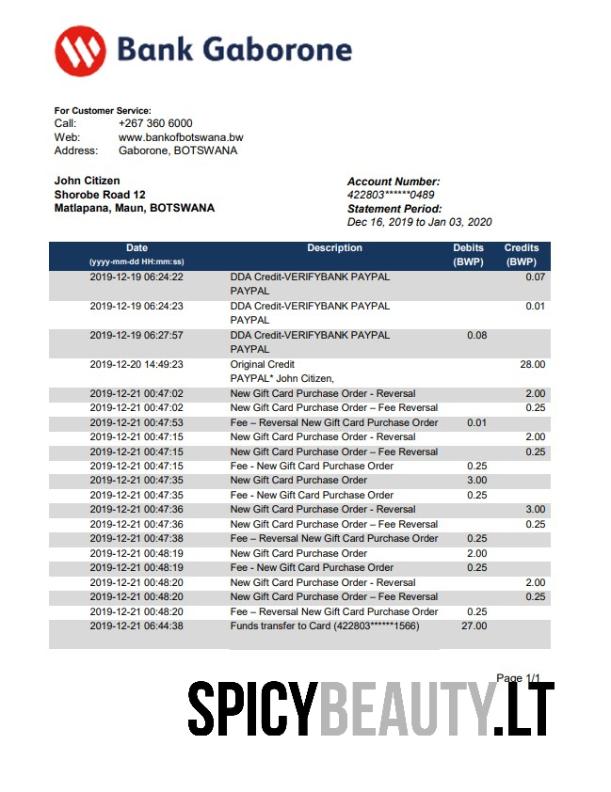 Bank Gaborone
For Customer Service:
Call: +267 360 6000
Web: www.bankofbotswana.bw
Address: Gaborone, BOTSWANA
John Citizen
Shorobe Road 12
Matlapana, Maun, BOTSWANA
Account Number:
422803******0489
Statement Period:
Dec 16, 2019 to Jan 03, 2020
Date Description Debits Credits
(yyyy-mm-dd HH:mm:ss) (BWP) (BWP)
2019-12-19 06:24:22 DDA Credit-VERIFYBANK PAYPAL 0.07
PAYPAL
2019-12-19 06:24:23 DDA Credit-VERIFYBANK PAYPAL 0.01
PAYPAL
2019-12-19 06:27:57 DDA Credit-VERIFYBANK PAYPAL 0.08
PAYPAL
2019-12-20 14:49:23 Original Credit 28.00
PAYPAL* John Citizen,
2019-12-21 00:47:02 New Gift Card Purchase Order - Reversal 2.00
2019-12-21 00:47:02 New Gift Card Purchase Order – Fee Reversal 0.25
2019-12-21 00:47:53 Fee – Reversal New Gift Card Purchase Order 0.01
2019-12-21 00:47:15 New Gift Card Purchase Order - Reversal 2.00
2019-12-21 00:47:15 New Gift Card Purchase Order – Fee Reversal 0.25
2019-12-21 00:47:15 Fee - New Gift Card Purchase Order 0.25
2019-12-21 00:47:35 New Gift Card Purchase Order 3.00
2019-12-21 00:47:35 Fee - New Gift Card Purchase Order 0.25
2019-12-21 00:47:36 New Gift Card Purchase Order - Reversal 3.00
2019-12-21 00:47:36 New Gift Card Purchase Order – Fee Reversal 0.25
2019-12-21 00:47:38 Fee – Reversal New Gift Card Purchase Order 0.25
2019-12-21 00:48:19 New Gift Card Purchase Order 2.00
2019-12-21 00:48:19 Fee - New Gift Card Purchase Order 0.25
2019-12-21 00:48:20 New Gift Card Purchase Order - Reversal 2.00
2019-12-21 00:48:20 New Gift Card Purchase Order – Fee Reversal 0.25
2019-12-21 00:48:20 Fee – Reversal New Gift Card Purchase Order 0.25
2019-12-21 06:44:38 Funds transfer to Card (422803******1566) 27.00
Page 1/1
SPICYBEAUTY.LT